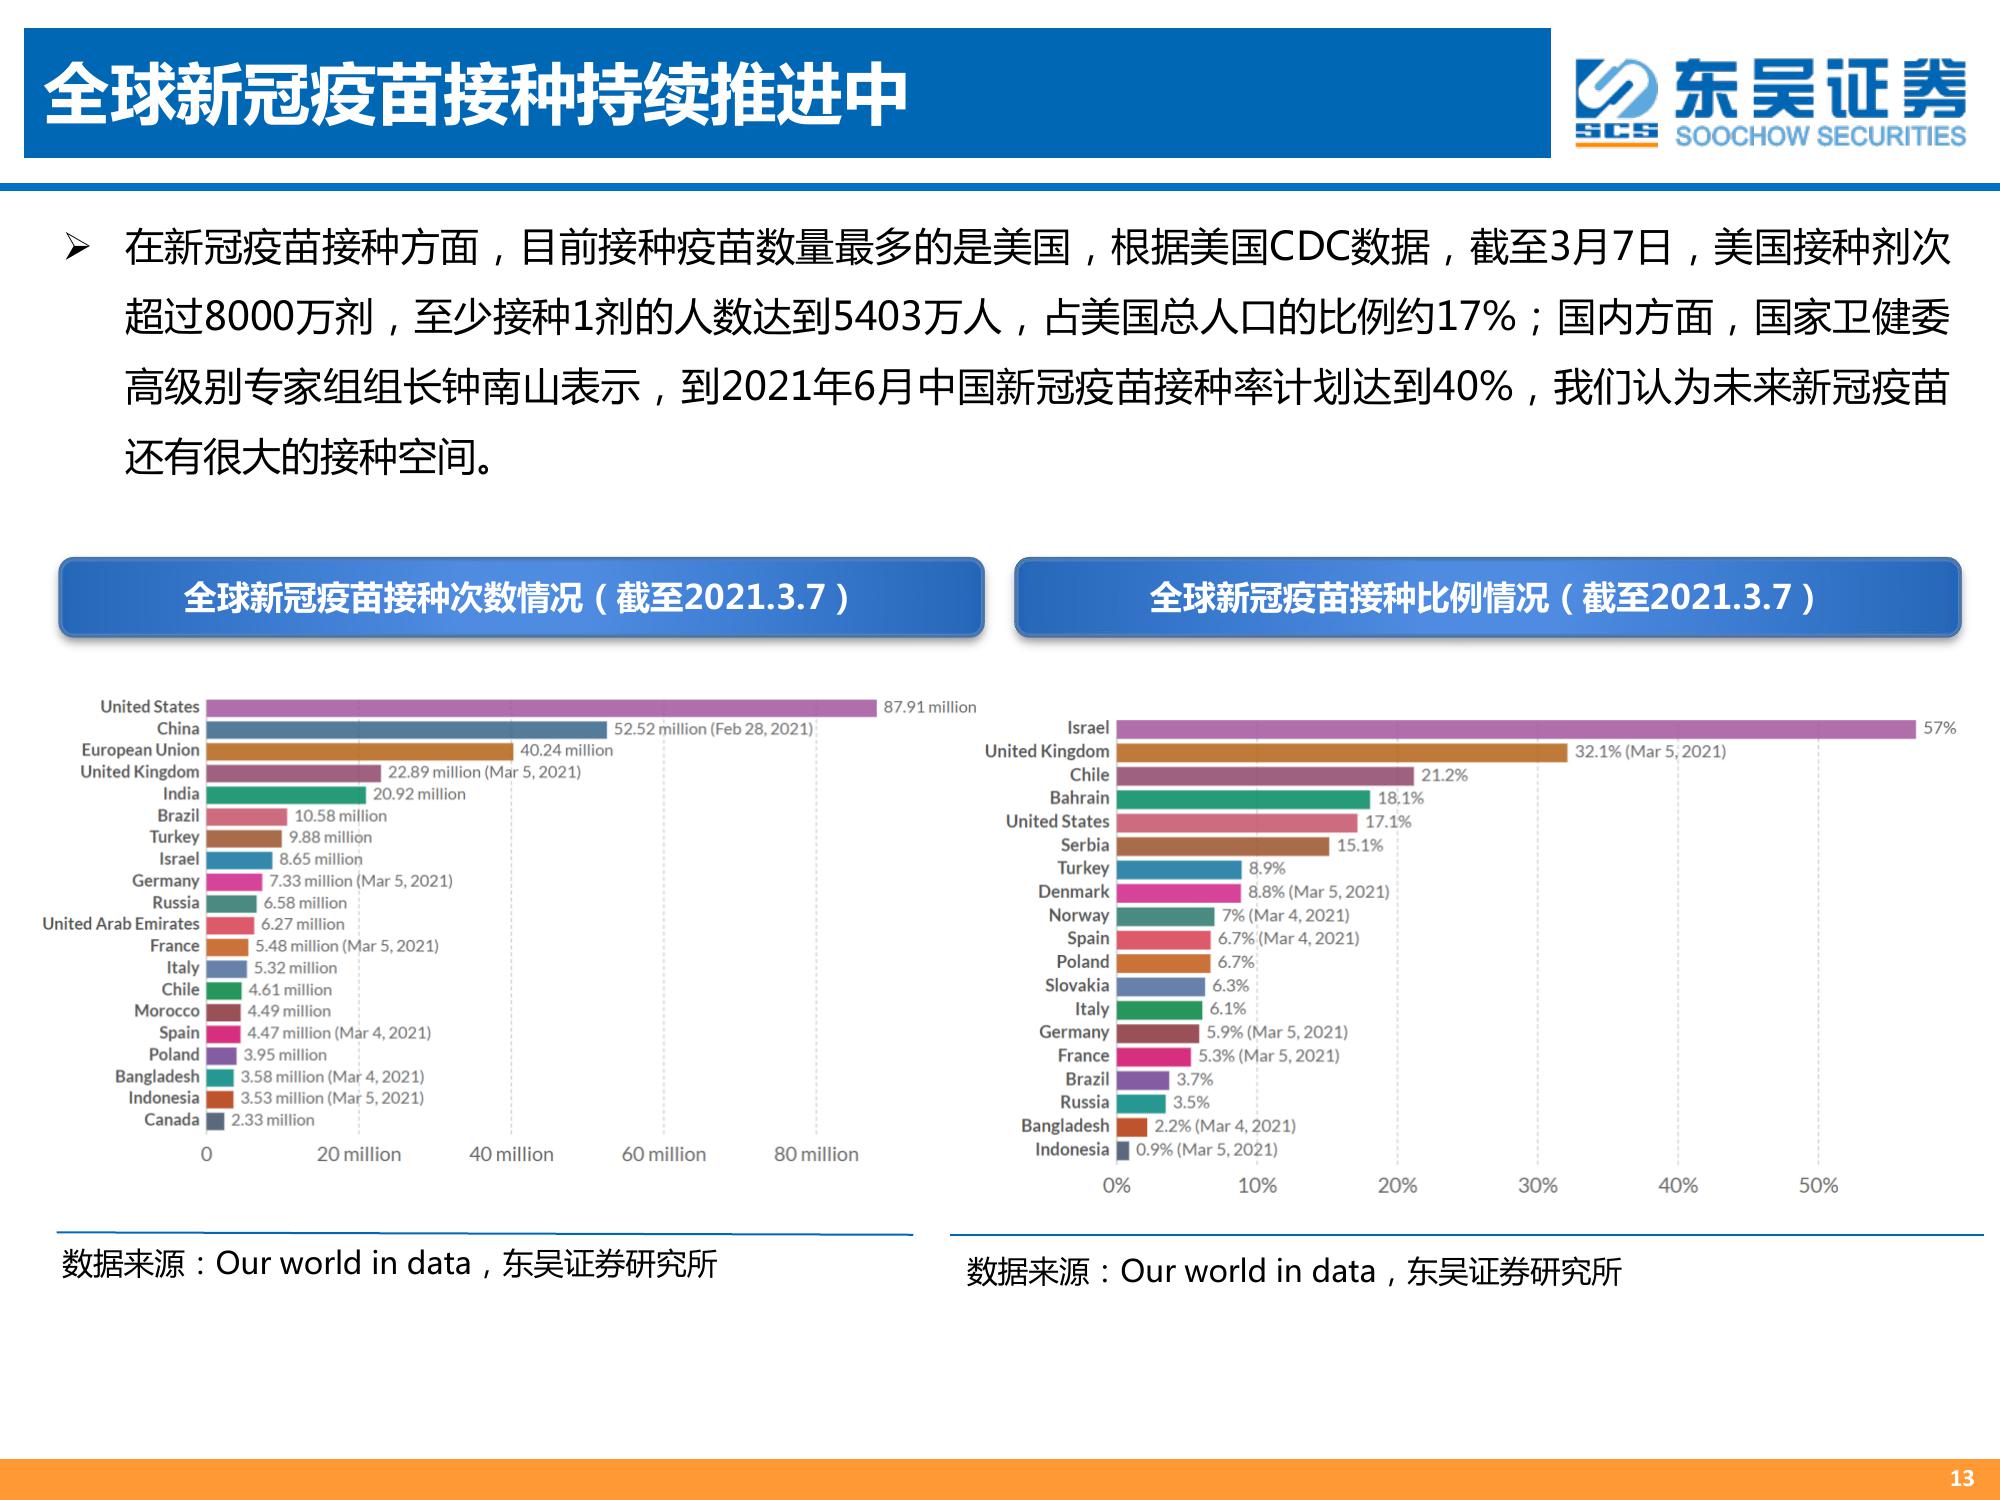 全球新冠疫苗接种持续推进中
SCS
东吴证券
SOOCHOW SECURITIES
➢ 在新冠疫苗接种方面，目前接种疫苗数量最多的是美国，根据美国CDC数据，截至3月7日，美国接种剂次
超过8000万剂，至少接种1剂的人数达到5403万人，占美国总人口的比例约17%；国内方面，国家卫健委
高级别专家组组长钟南山表示，到2021年6月中国新冠疫苗接种率计划达到40%，我们认为未来新冠疫苗
还有很大的接种空间。
全球新冠疫苗接种次数情况（截至2021.3.7）
United States 87.91 million
China 52.52 million (Feb 28, 2021)
European Union 40.24 million
United Kingdom 22.89 million (Mar 5, 2021)
India 20.92 million
Brazil 10.58 million
Turkey 9.88 million
Israel 8.65 million
Germany 7.33 million (Mar 5, 2021)
Russia 6.58 million
United Arab Emirates 6.27 million
France 5.48 million (Mar 5, 2021)
Italy 5.32 million
Chile 4.61 million
Morocco 4.49 million
Spain 4.47 million (Mar 4, 2021)
Poland 3.95 million
Bangladesh 3.58 million (Mar 4, 2021)
Indonesia 3.53 million (Mar 5, 2021)
Canada 2.33 million
0 20 million 40 million 60 million 80 million
数据来源：Our world in data，东吴证券研究所
全球新冠疫苗接种比例情况（截至2021.3.7）
Israel 57%
United Kingdom 32.1% (Mar 5, 2021)
Chile 21.2%
Bahrain 18.1%
United States 17.1%
Serbia 15.1%
Turkey 8.9%
Denmark 8.8% (Mar 5, 2021)
Norway 7% (Mar 4, 2021)
Spain 6.7% (Mar 4, 2021)
Poland 6.7%
Slovakia 6.3%
Italy 6.1%
Germany 5.9% (Mar 5, 2021)
France 5.3% (Mar 5, 2021)
Brazil 3.7%
Russia 3.5%
Bangladesh 2.2% (Mar 4, 2021)
Indonesia 0.9% (Mar 5, 2021)
0% 10% 20% 30% 40% 50%
数据来源：Our world in data，东吴证券研究所
13